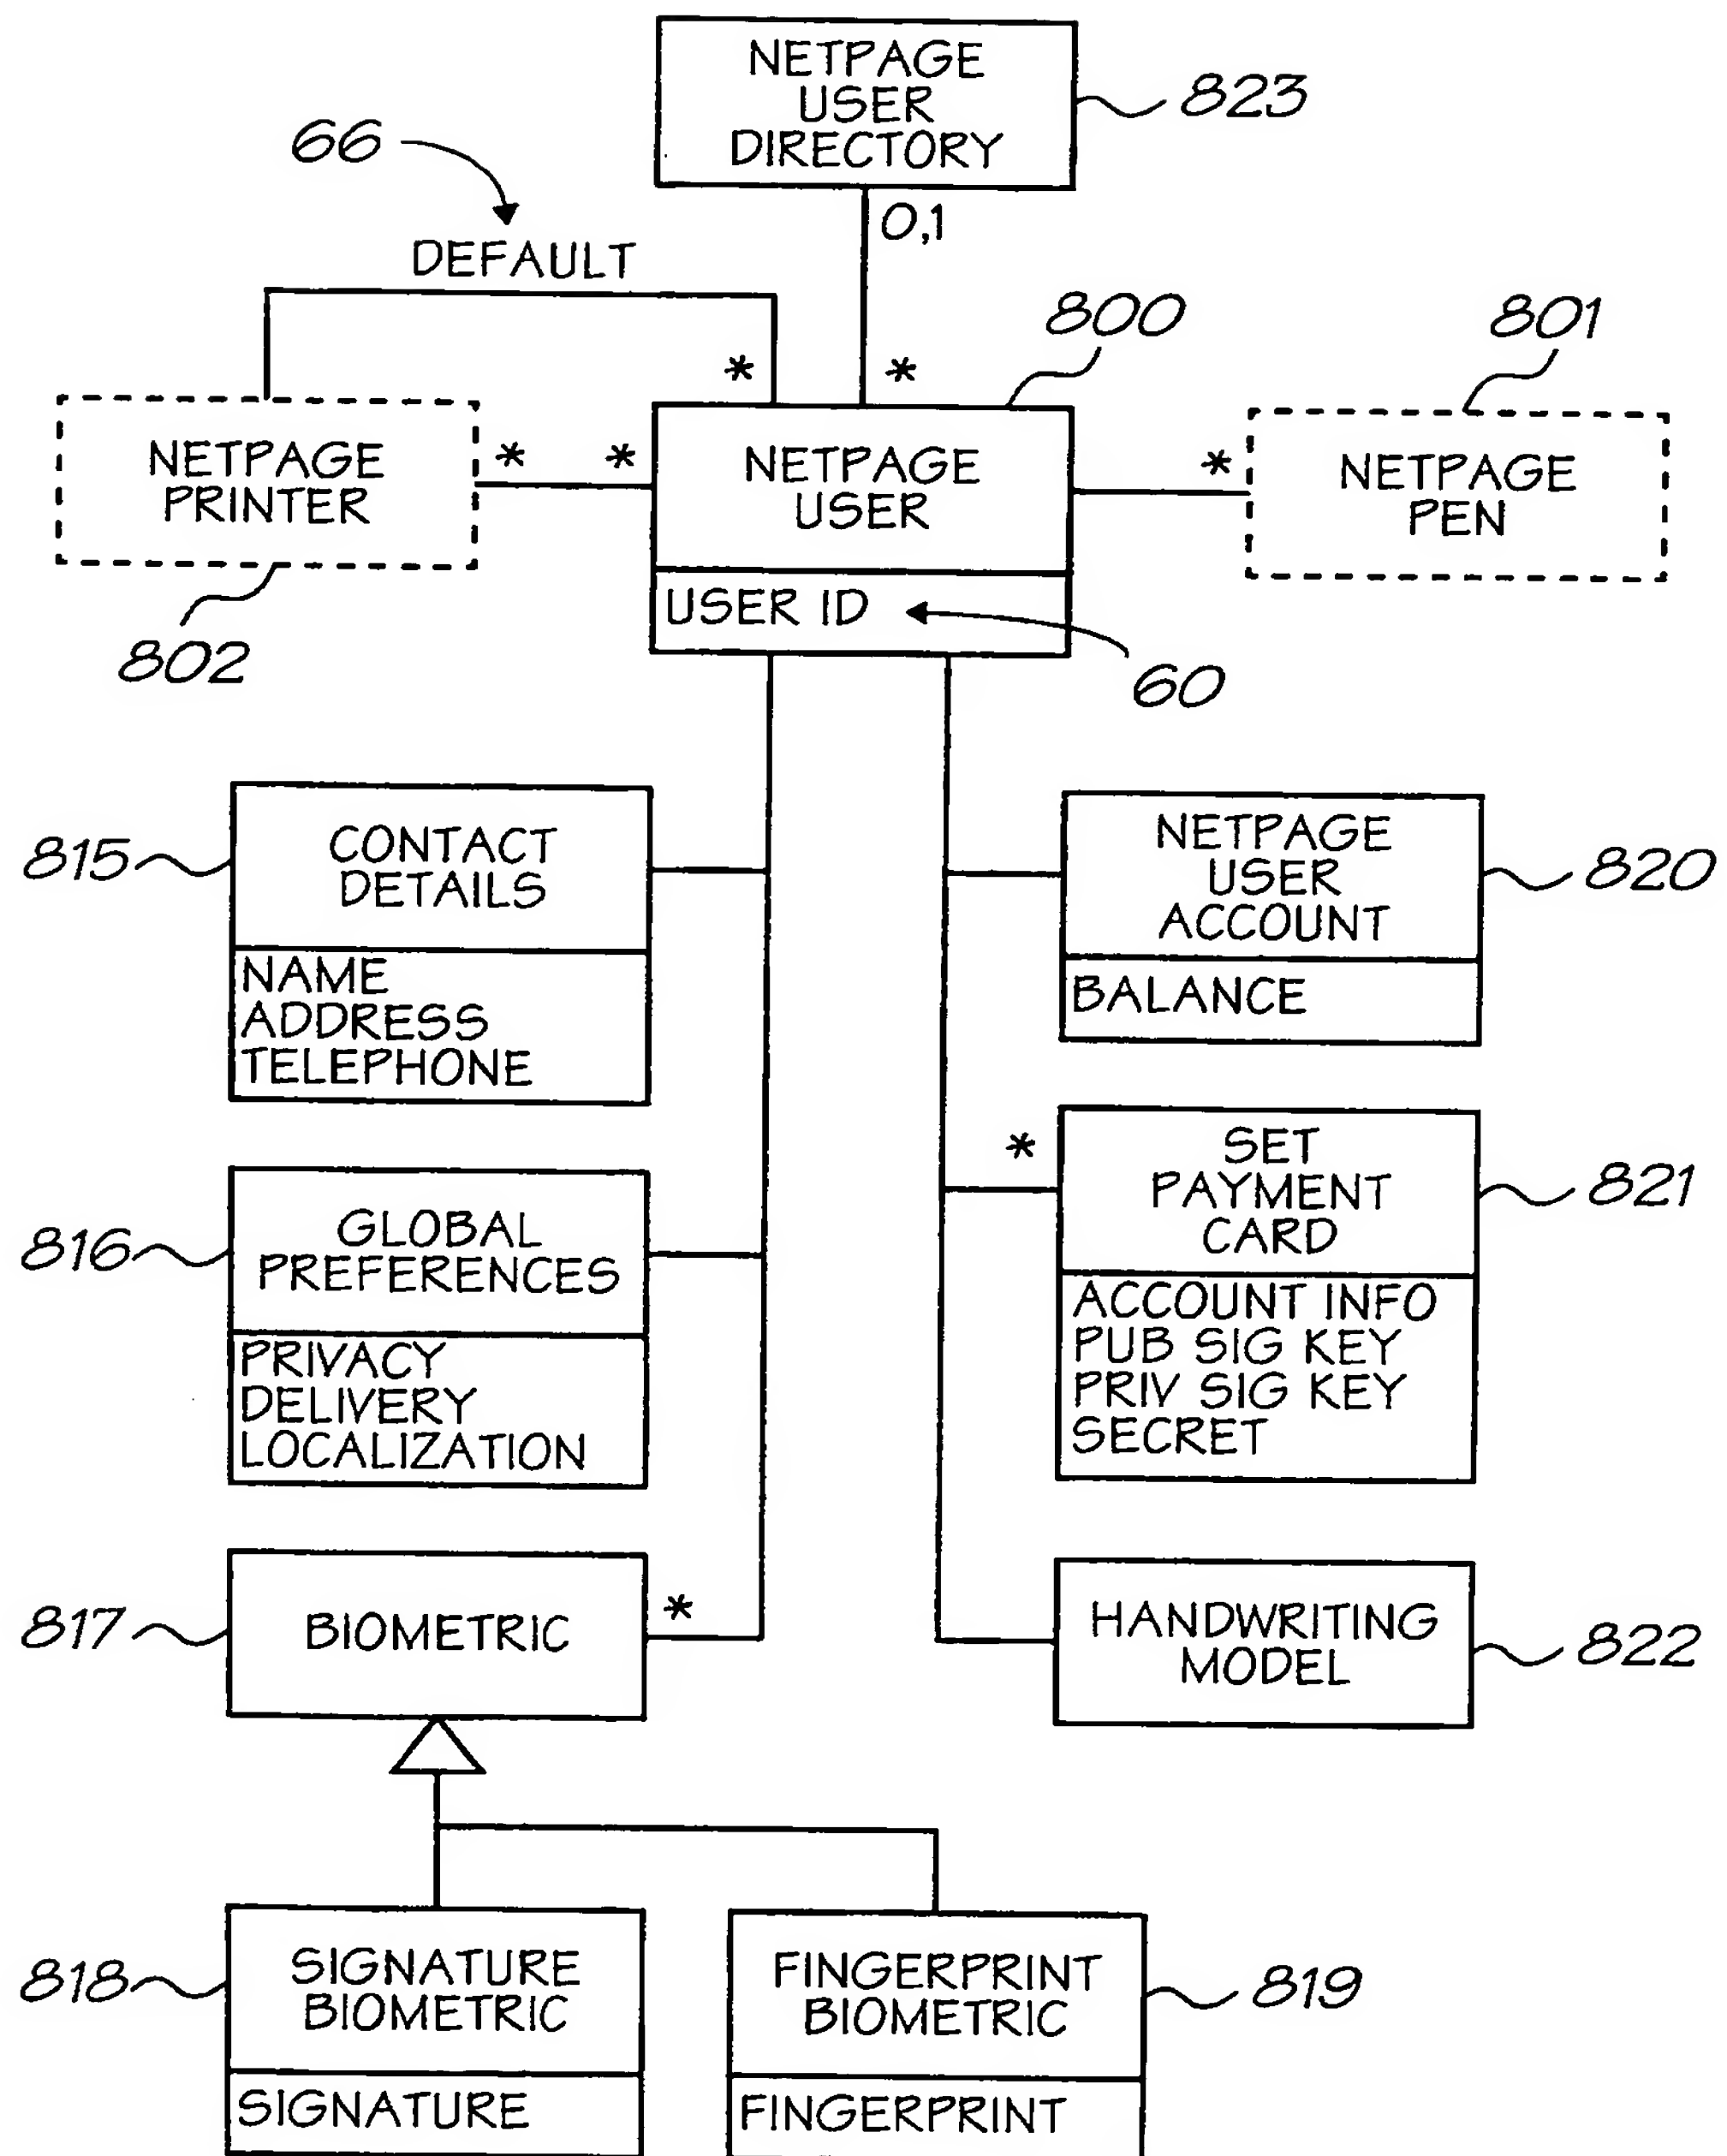 NETPAGE
USER
DIRECTORY
823
66
0,1
DEFAULT
800
801
*
*
NETPAGE
PRINTER
*
*
NETPAGE
USER
*
NETPAGE
PEN
USER ID
802
60
815
CONTACT
DETAILS
NAME
ADDRESS
TELEPHONE
NETPAGE
USER
ACCOUNT
820
BALANCE
816
GLOBAL
PREFERENCES
PRIVACY
DELIVERY
LOCALIZATION
*
SET
PAYMENT
CARD
821
ACCOUNT INFO
PUB SIG KEY
PRIV SIG KEY
SECRET
817
BIOMETRIC
*
HANDWRITING
MODEL
822
818
SIGNATURE
BIOMETRIC
SIGNATURE
FINGERPRINT
BIOMETRIC
819
FINGERPRINT